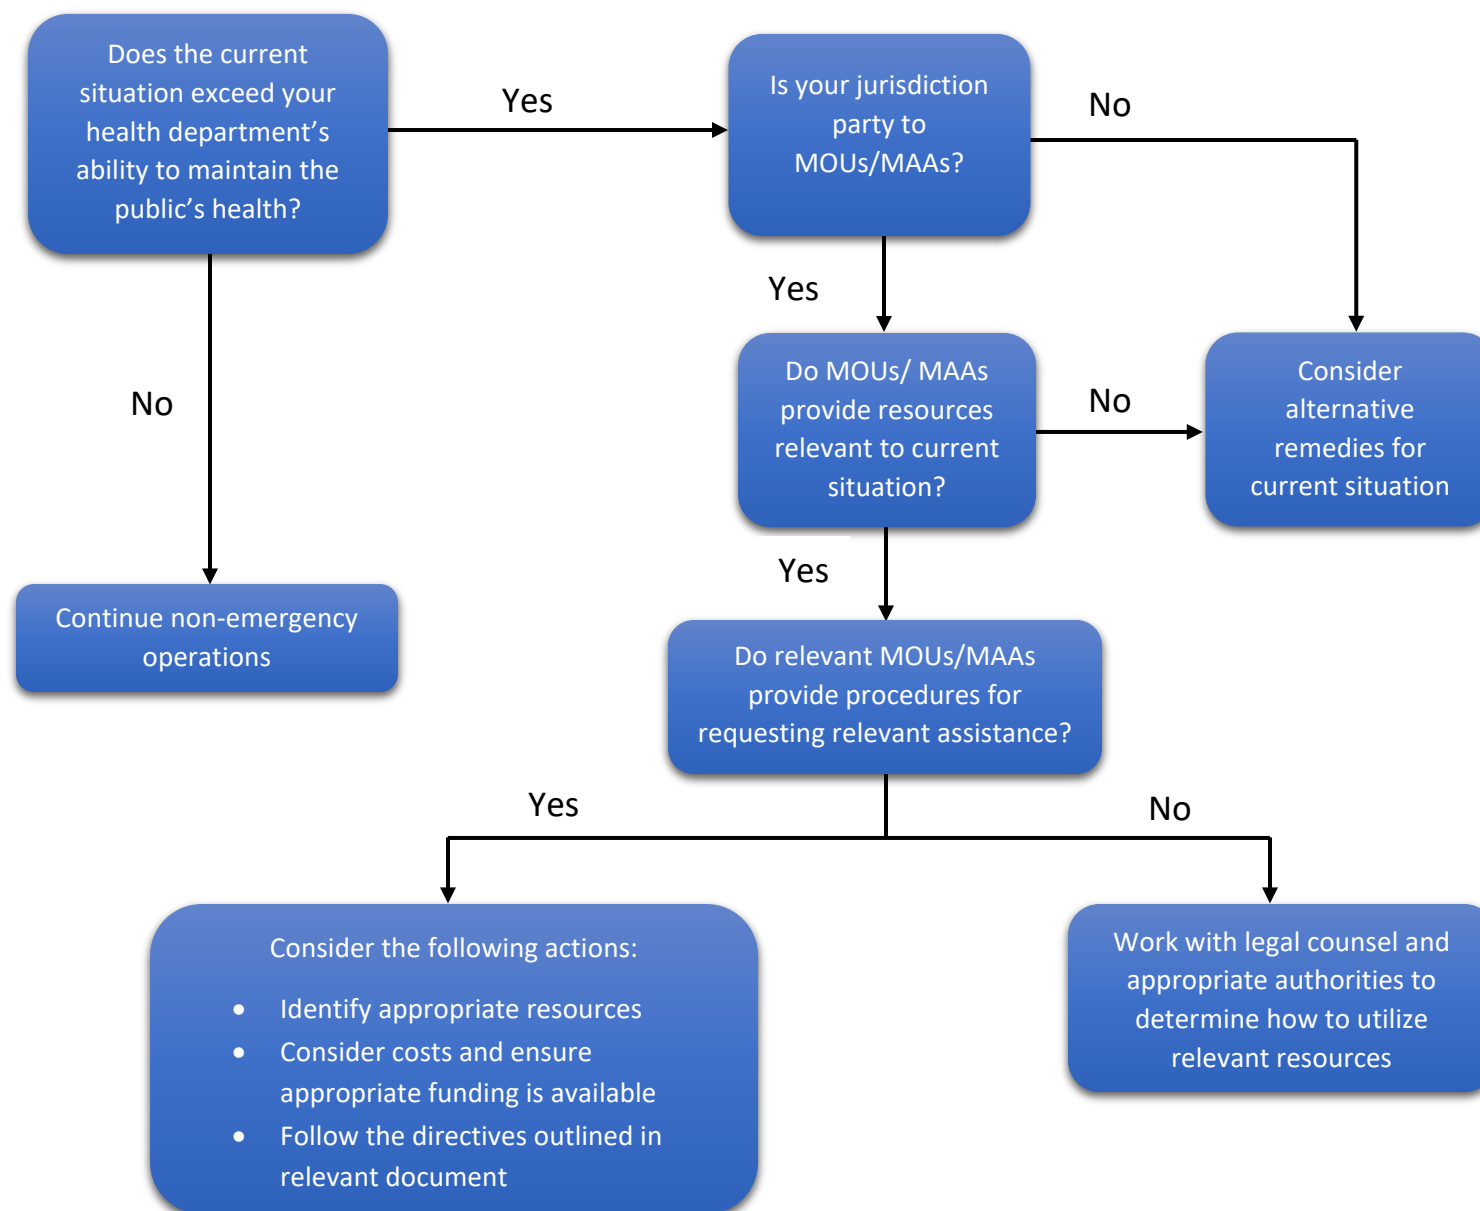 Does the current
situation exceed your
health department’s
ability to maintain the
public’s health?
Yes
Is your jurisdiction
party to
MOUs/MAAs?
No
Yes
No
Do MOUs/ MAAs
provide resources
relevant to current
situation?
No
Consider
alternative
remedies for
current situation
Yes
Continue non-emergency
operations
Do relevant MOUs/MAAs
provide procedures for
requesting relevant assistance?
Yes
No
Consider the following actions:
• Identify appropriate resources
• Consider costs and ensure
appropriate funding is available
• Follow the directives outlined in
relevant document
Work with legal counsel and
appropriate authorities to
determine how to utilize
relevant resources